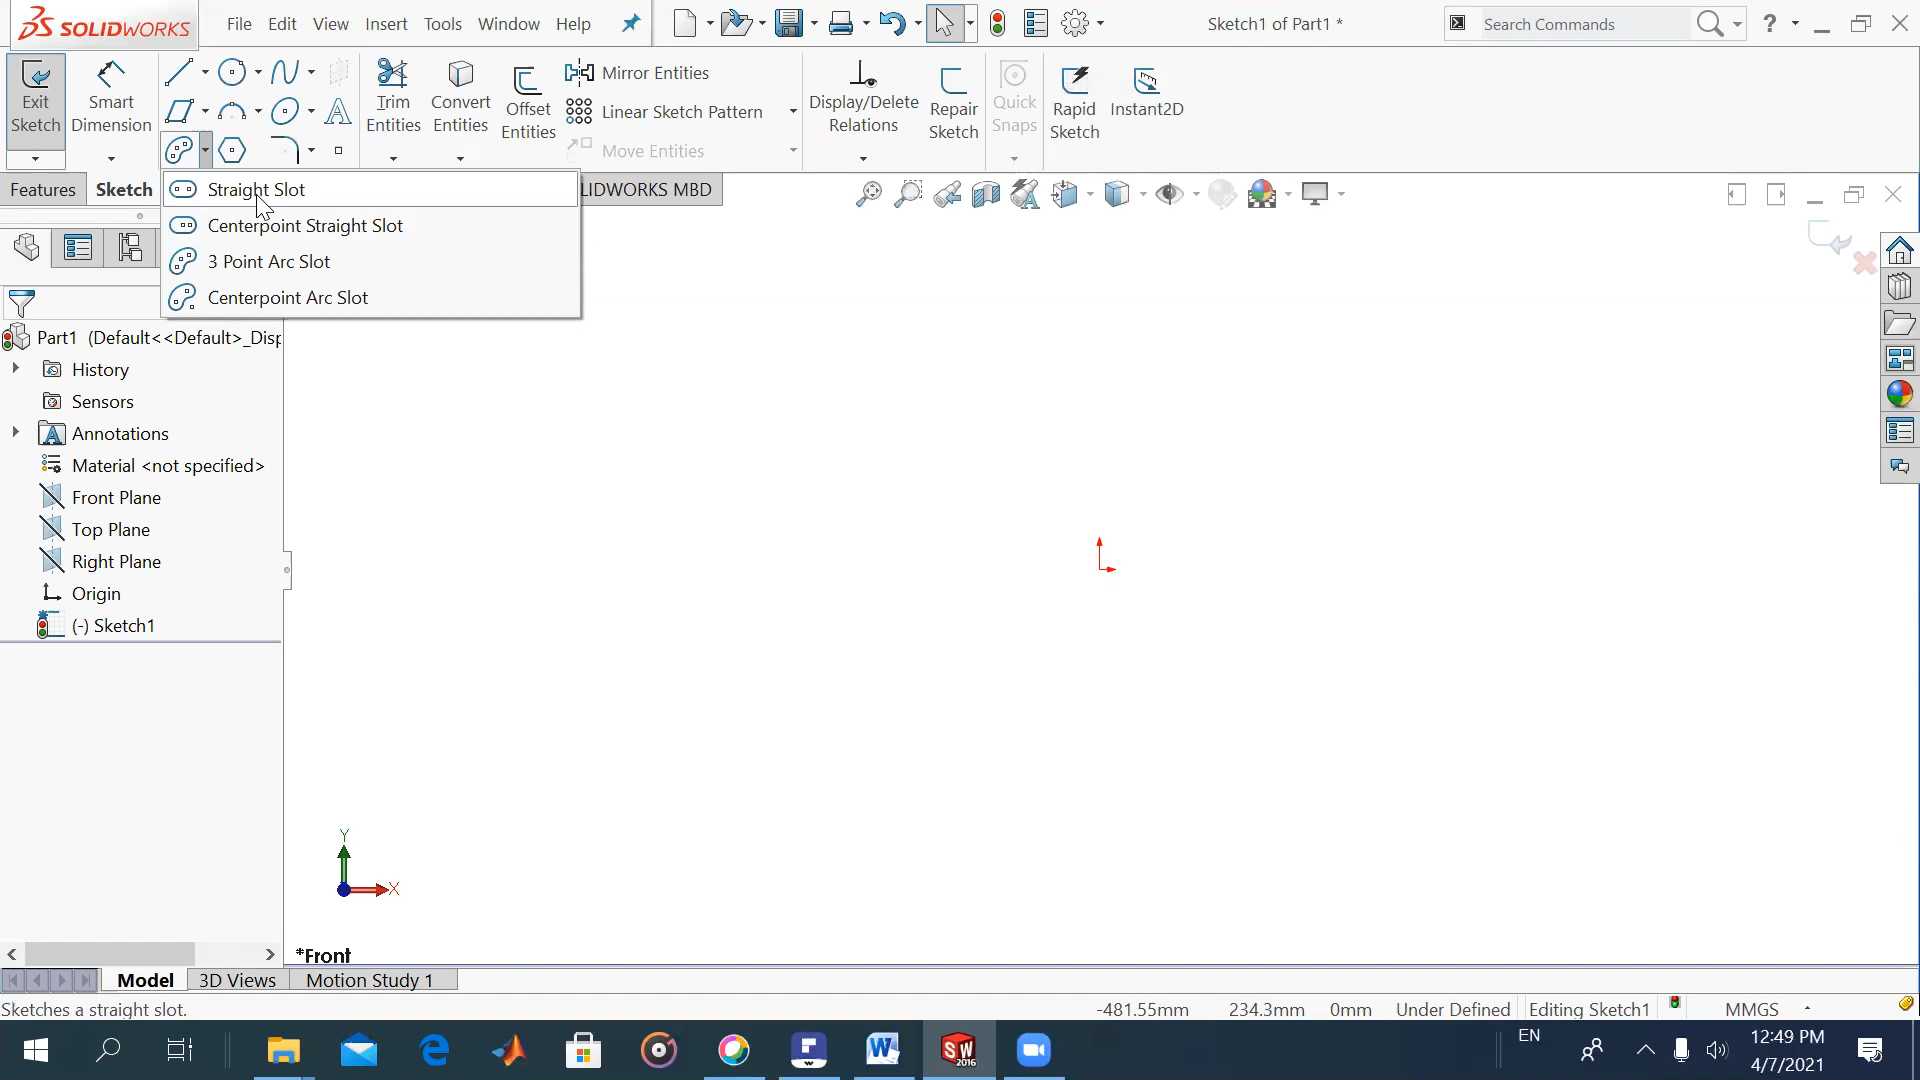 SOLIDWORKS File Edit View Insert Tools Window Help Sketch1 of Part1 * Search Commands ?
Exit Sketch
Smart Dimension
Trim Entities
Convert Entities
Offset Entities
Mirror Entities
Linear Sketch Pattern
Move Entities
Display/Delete Relations
Repair Sketch
Quick Snaps
Rapid Sketch
Instant2D
Features Sketch LIDWORKS MBD
Straight Slot
Centerpoint Straight Slot
3 Point Arc Slot
Centerpoint Arc Slot
Part1 (Default<<Default>_Disp
History
Sensors
Annotations
Material <not specified>
Front Plane
Top Plane
Right Plane
Origin
(-) Sketch1
Y
X
*Front
Model 3D Views Motion Study 1
Sketches a straight slot. -481.55mm 234.3mm 0mm Under Defined Editing Sketch1 MMGS
SW 2016
EN
12:49 PM
4/7/2021